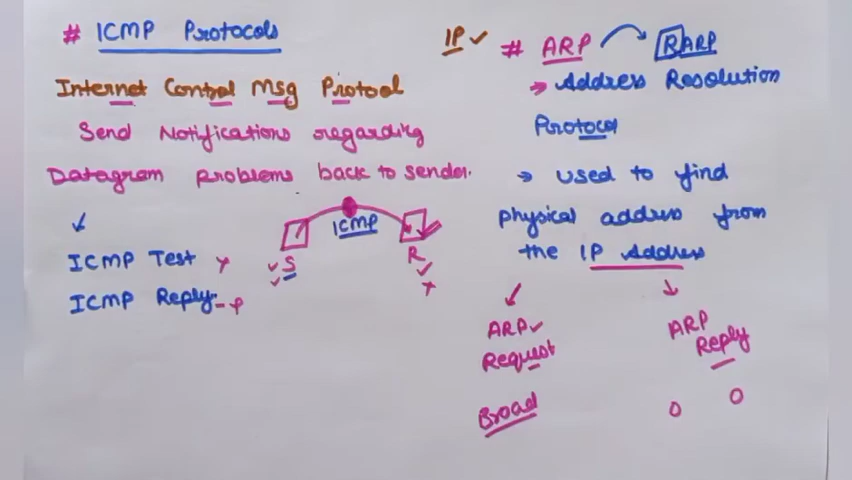 # ICMP Protocols
Internet Control Msg Protocol
Send Notifications regarding
Datagram problems back to sender.
ICMP Test
ICMP Reply
ICMP
S
R
IP ✓
# ARP RARP
→ Address Resolution
Protocol
→ used to find
physical address from
the IP Address
ARP ✓
Request
Broad
ARP
Reply